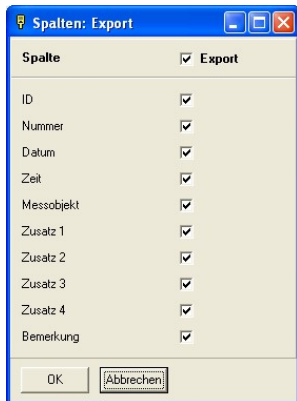 Spalten: Export
Spalte Export
ID
Nummer
Datum
Zeit
Messobjekt
Zusatz 1
Zusatz 2
Zusatz 3
Zusatz 4
Bemerkung
OK Abbrechen